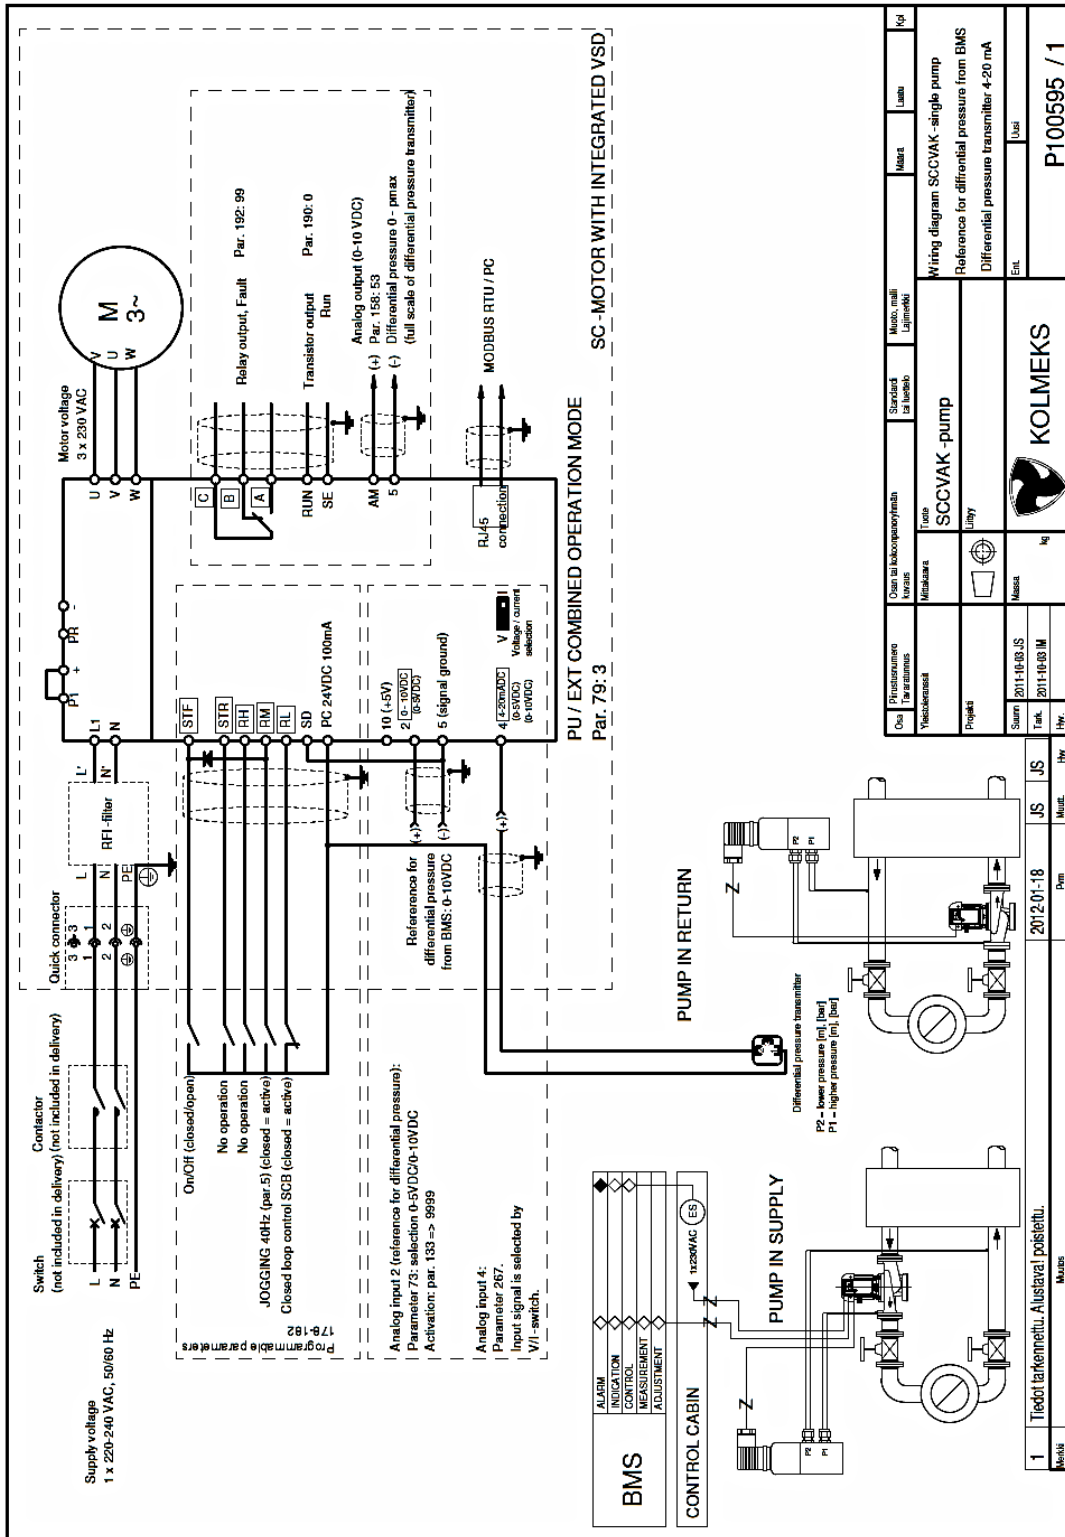 Supply voltage
1 x 220-240 VAC, 50/60 Hz
Switch
(not included in delivery)
Contactor
(not included in delivery)
L
N
PE
Quick connector
3
3
1
1
2
2
L
N
PE
RFI-filter
L'
N'
L1
N
P1
+
PR
-
U
V
W
Motor voltage
3 x 230 VAC
V
U
W
M
3~
On/Off (closed/open)
No operation
No operation
JOGGING 40Hz (par.5) (closed = active)
Closed loop control SCB (closed = active)
Programmable parameters
178-182
STF
STR
RH
RM
RL
SD
PC 24VDC 100mA
C
B
A
RUN
SE
AM
5
Relay output, Fault Par. 192: 99
Transistor output Par. 190: 0
Run
Analog output (0-10 VDC)
(+) Par. 158: 53
(-) Differential pressure 0 - pmax
(full scale of differential pressure transmitter)
RJ45
connection
MODBUS RTU / PC
Analog input 2 (reference for differential pressure):
Parameter 73: selection 0-5VDC/0-10VDC
Activation: par. 133 => 9999
Analog input 4:
Parameter 267.
Input signal is selected by
V/I -switch.
Refererence for
differential pressure
from BMS: 0-10VDC
(+)
(-)
(+)
10 (+5V)
2 0- 10VDC
(0-5VDC)
5 (signal ground)
4 4-20mADC
(0-5VDC)
(0-10VDC)
V I
Voltage / current
selection
PU / EXT COMBINED OPERATION MODE
Par. 79: 3
SC -MOTOR WITH INTEGRATED VSD
BMS
ALARM
INDICATION
CONTROL
MEASUREMENT
ADJUSTMENT
CONTROL CABIN
1x230VAC
ES
Differential pressure transmitter
P2 = lower pressure [m], [bar]
P1 = higher pressure [m], [bar]
PUMP IN SUPPLY
Z
Z
Z
P2
P1
PUMP IN RETURN
Z
Z
P2
P1
Osa
Piirustusnumero
Tavaratunnus
Osan tai kokoonpanoryhmän
kuvaus
Standardi
tai luettelo
Muoto, malli
Lajimerkki
Määrä
Laatu
Kpl
Yleistoleranssit
Mittakaava
Tuote
SCCVAK -pump
Wiring diagram SCCVAK -single pump
Reference for diffrential pressure from BMS
Differential pressure transmitter 4-20 mA
Projekti
Liittyy
Suunn 2011-10-03 JS
Tark. 2011-10-03 IM
Hyv.
Massa
kg
KOLMEKS
Ent.
Uusi
P100595 / 1
1 Tiedot tarkennettu. Alustava! poistettu. 2012-01-18 JS JS
Merkki Muutos Pvm Muutt. Hyv